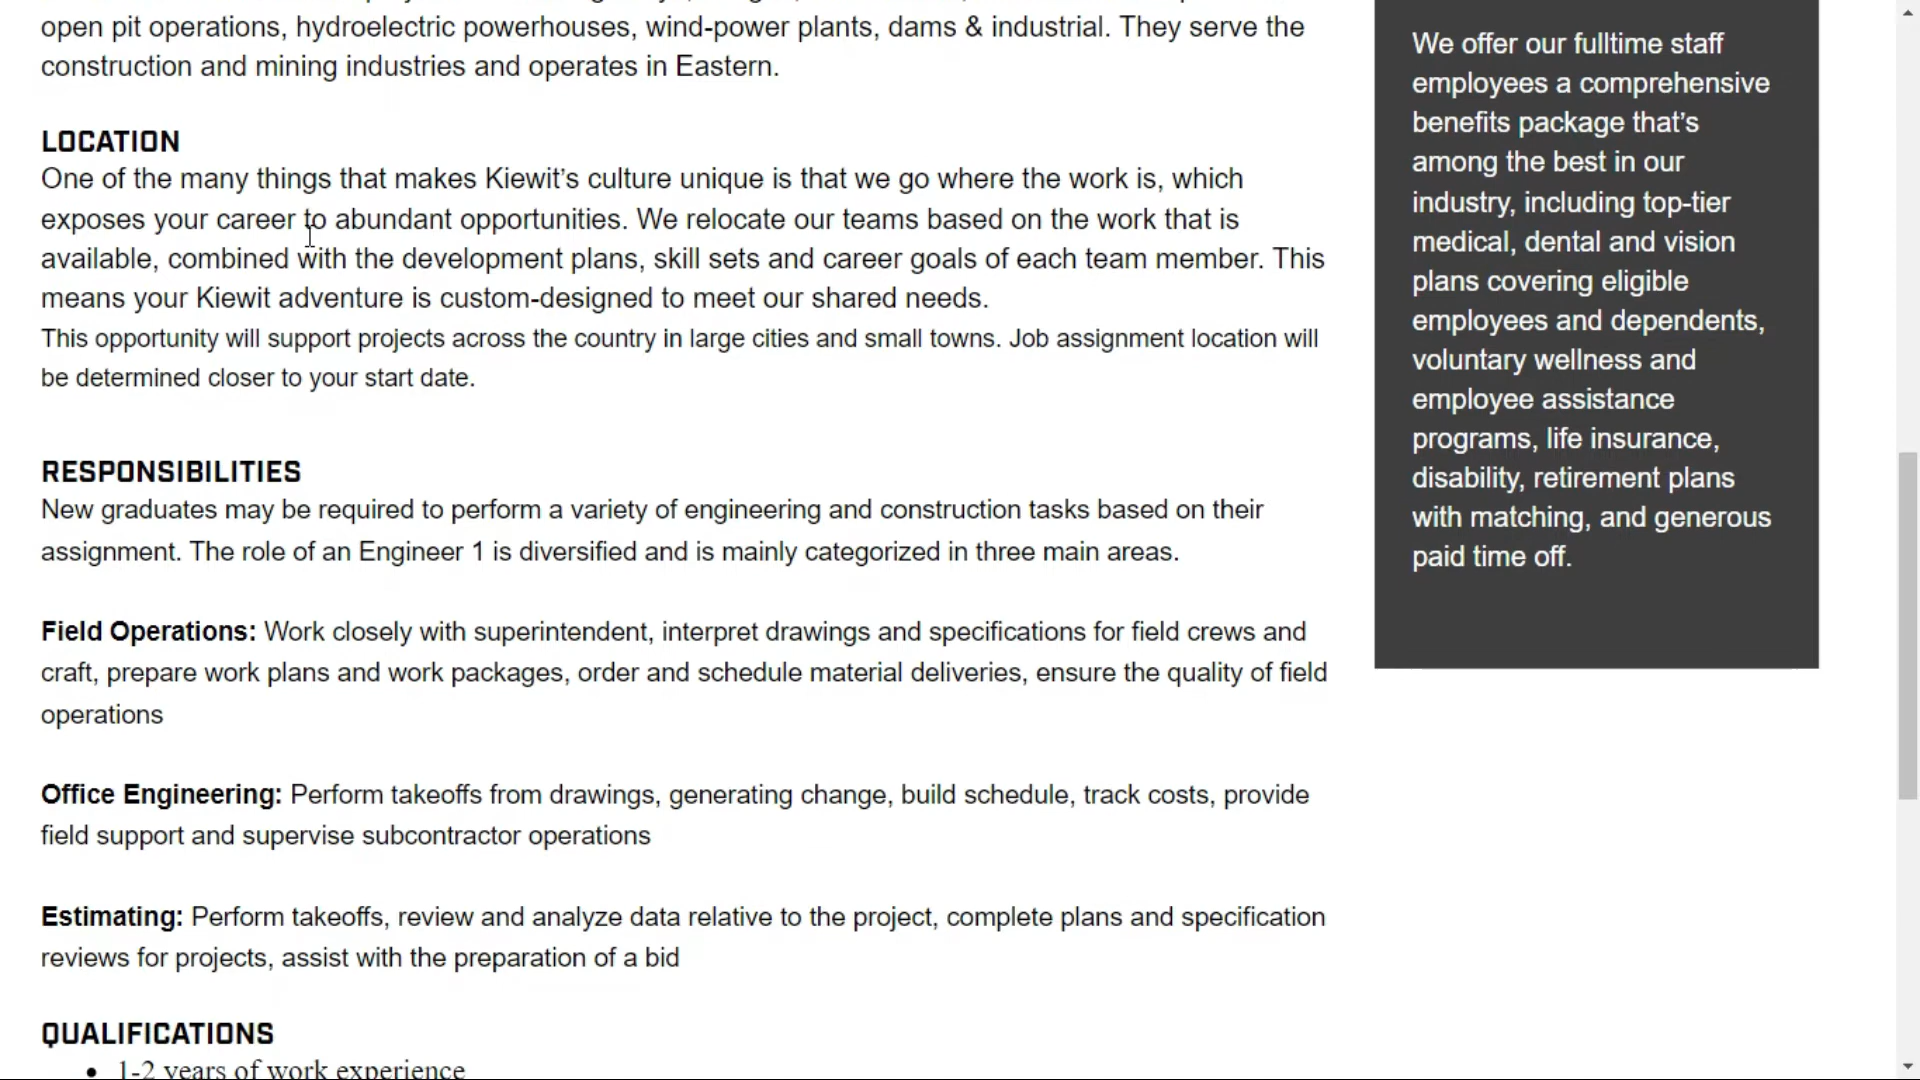 open pit operations, hydroelectric powerhouses, wind-power plants, dams & industrial. They serve the
construction and mining industries and operates in Eastern.
LOCATION
One of the many things that makes Kiewit’s culture unique is that we go where the work is, which
exposes your career to abundant opportunities. We relocate our teams based on the work that is
available, combined with the development plans, skill sets and career goals of each team member. This
means your Kiewit adventure is custom-designed to meet our shared needs.
This opportunity will support projects across the country in large cities and small towns. Job assignment location will
be determined closer to your start date.
RESPONSIBILITIES
New graduates may be required to perform a variety of engineering and construction tasks based on their
assignment. The role of an Engineer 1 is diversified and is mainly categorized in three main areas.
Field Operations: Work closely with superintendent, interpret drawings and specifications for field crews and
craft, prepare work plans and work packages, order and schedule material deliveries, ensure the quality of field
operations
Office Engineering: Perform takeoffs from drawings, generating change, build schedule, track costs, provide
field support and supervise subcontractor operations
Estimating: Perform takeoffs, review and analyze data relative to the project, complete plans and specification
reviews for projects, assist with the preparation of a bid
QUALIFICATIONS
• 1-2 years of work experience
We offer our fulltime staff
employees a comprehensive
benefits package that’s
among the best in our
industry, including top-tier
medical, dental and vision
plans covering eligible
employees and dependents,
voluntary wellness and
employee assistance
programs, life insurance,
disability, retirement plans
with matching, and generous
paid time off.